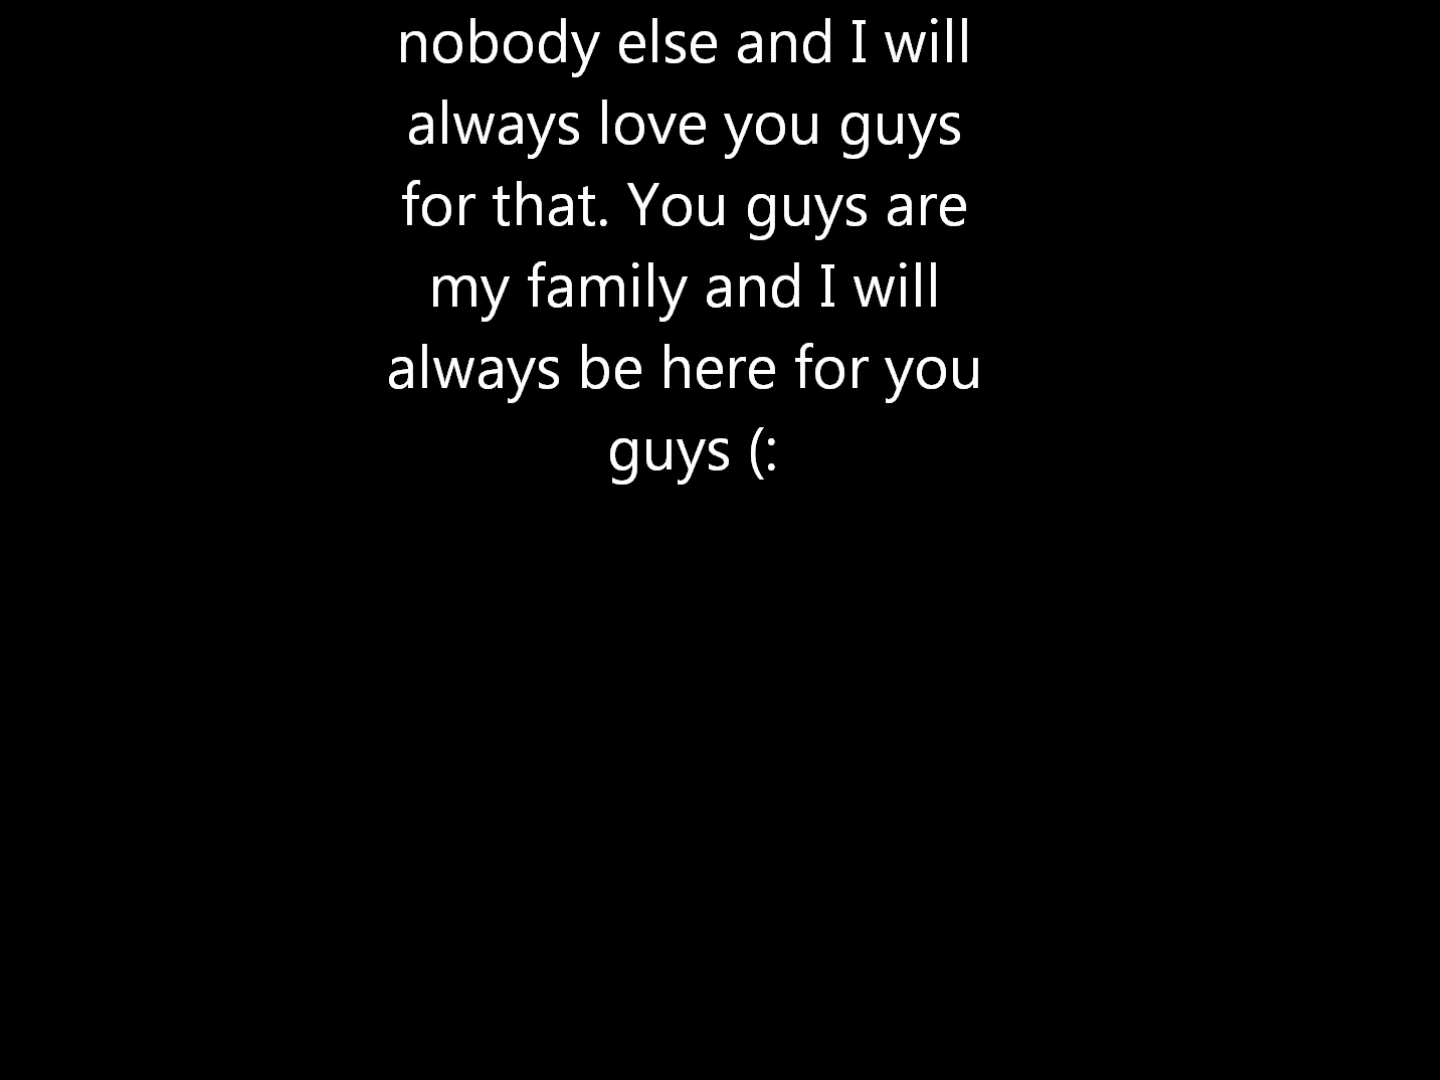 nobody else and I will
always love you guys
for that. You guys are
my family and I will
always be here for you
guys (: